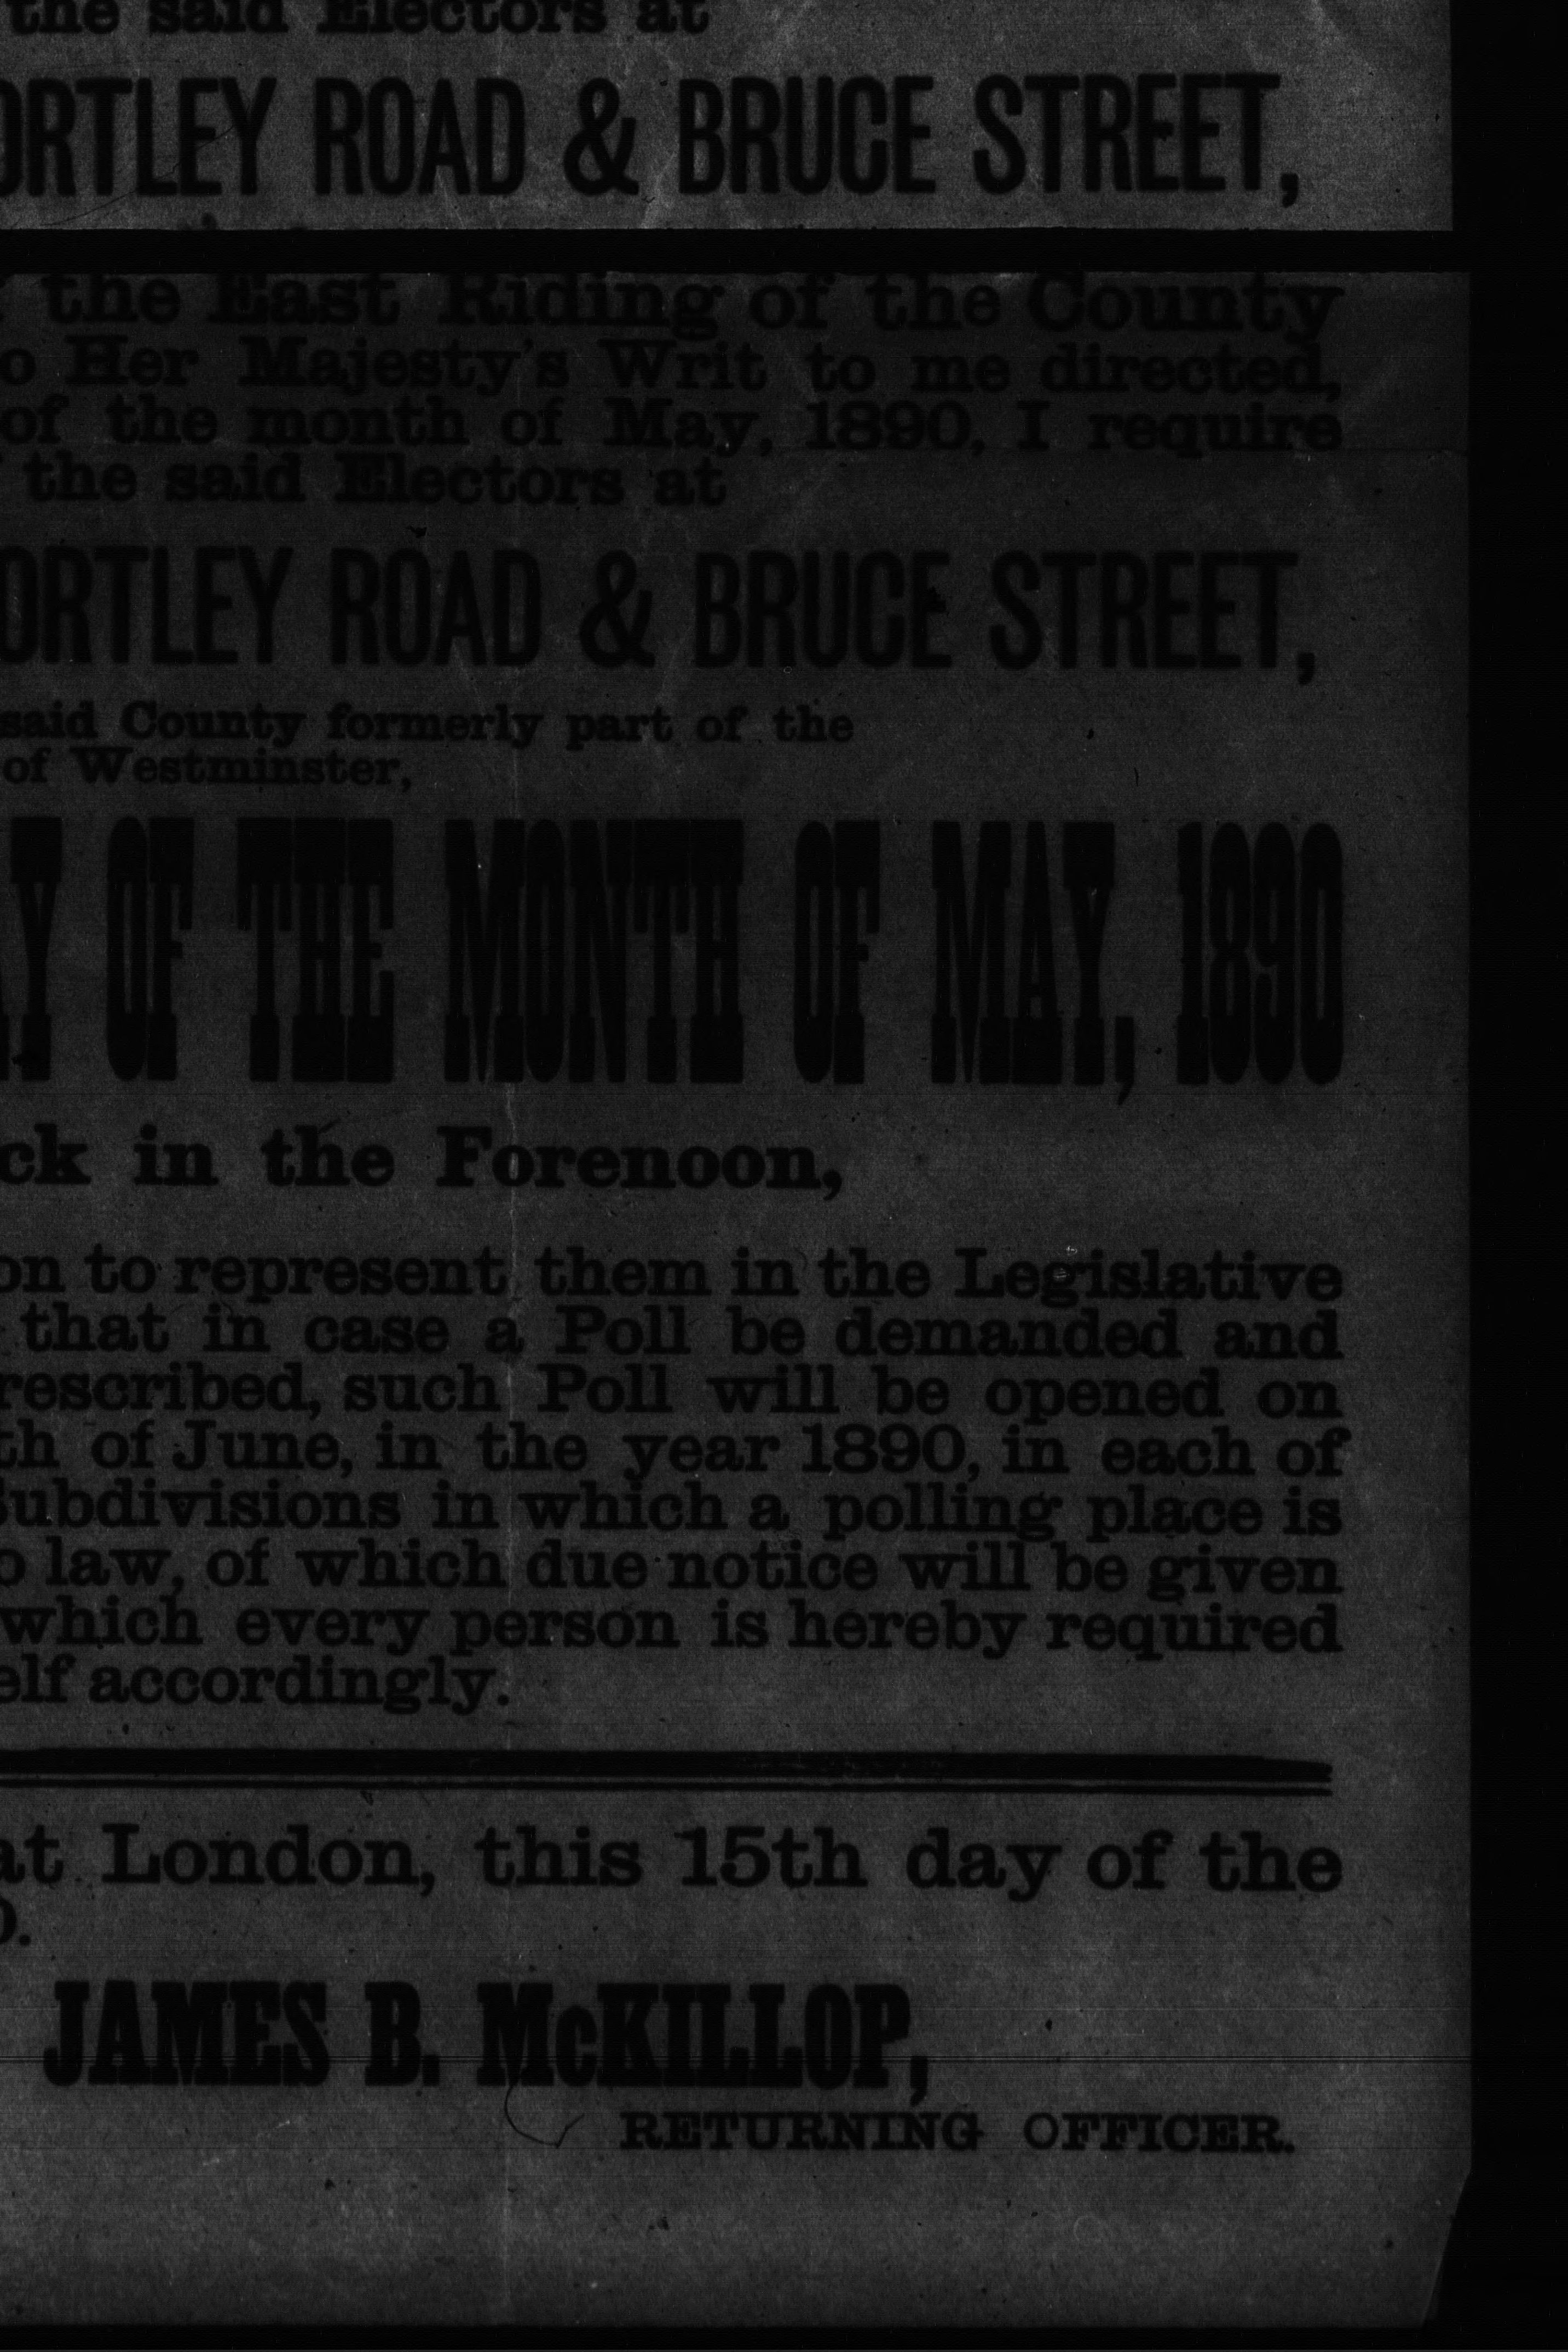 the said Electors at
ORTLEY ROAD & BRUCE STREET,
the East Riding of the County
o Her Majesty's Writ to me directed,
of the month of May, 1890, I require
the said Electors at
ORTLEY ROAD & BRUCE STREET,
said County formerly part of the
of Westminster,
Y OF THE MONTH OF MAY, 1890
ck in the Forenoon,
on to represent them in the Legislative
that in case a Poll be demanded and
rescribed, such Poll will be opened on
th of June, in the year 1890, in each of
Subdivisions in which a polling place is
o law, of which due notice will be given
which every person is hereby required
elf accordingly.
at London, this 15th day of the
0.
JAMES B. McKILLOP,
RETURNING OFFICER.